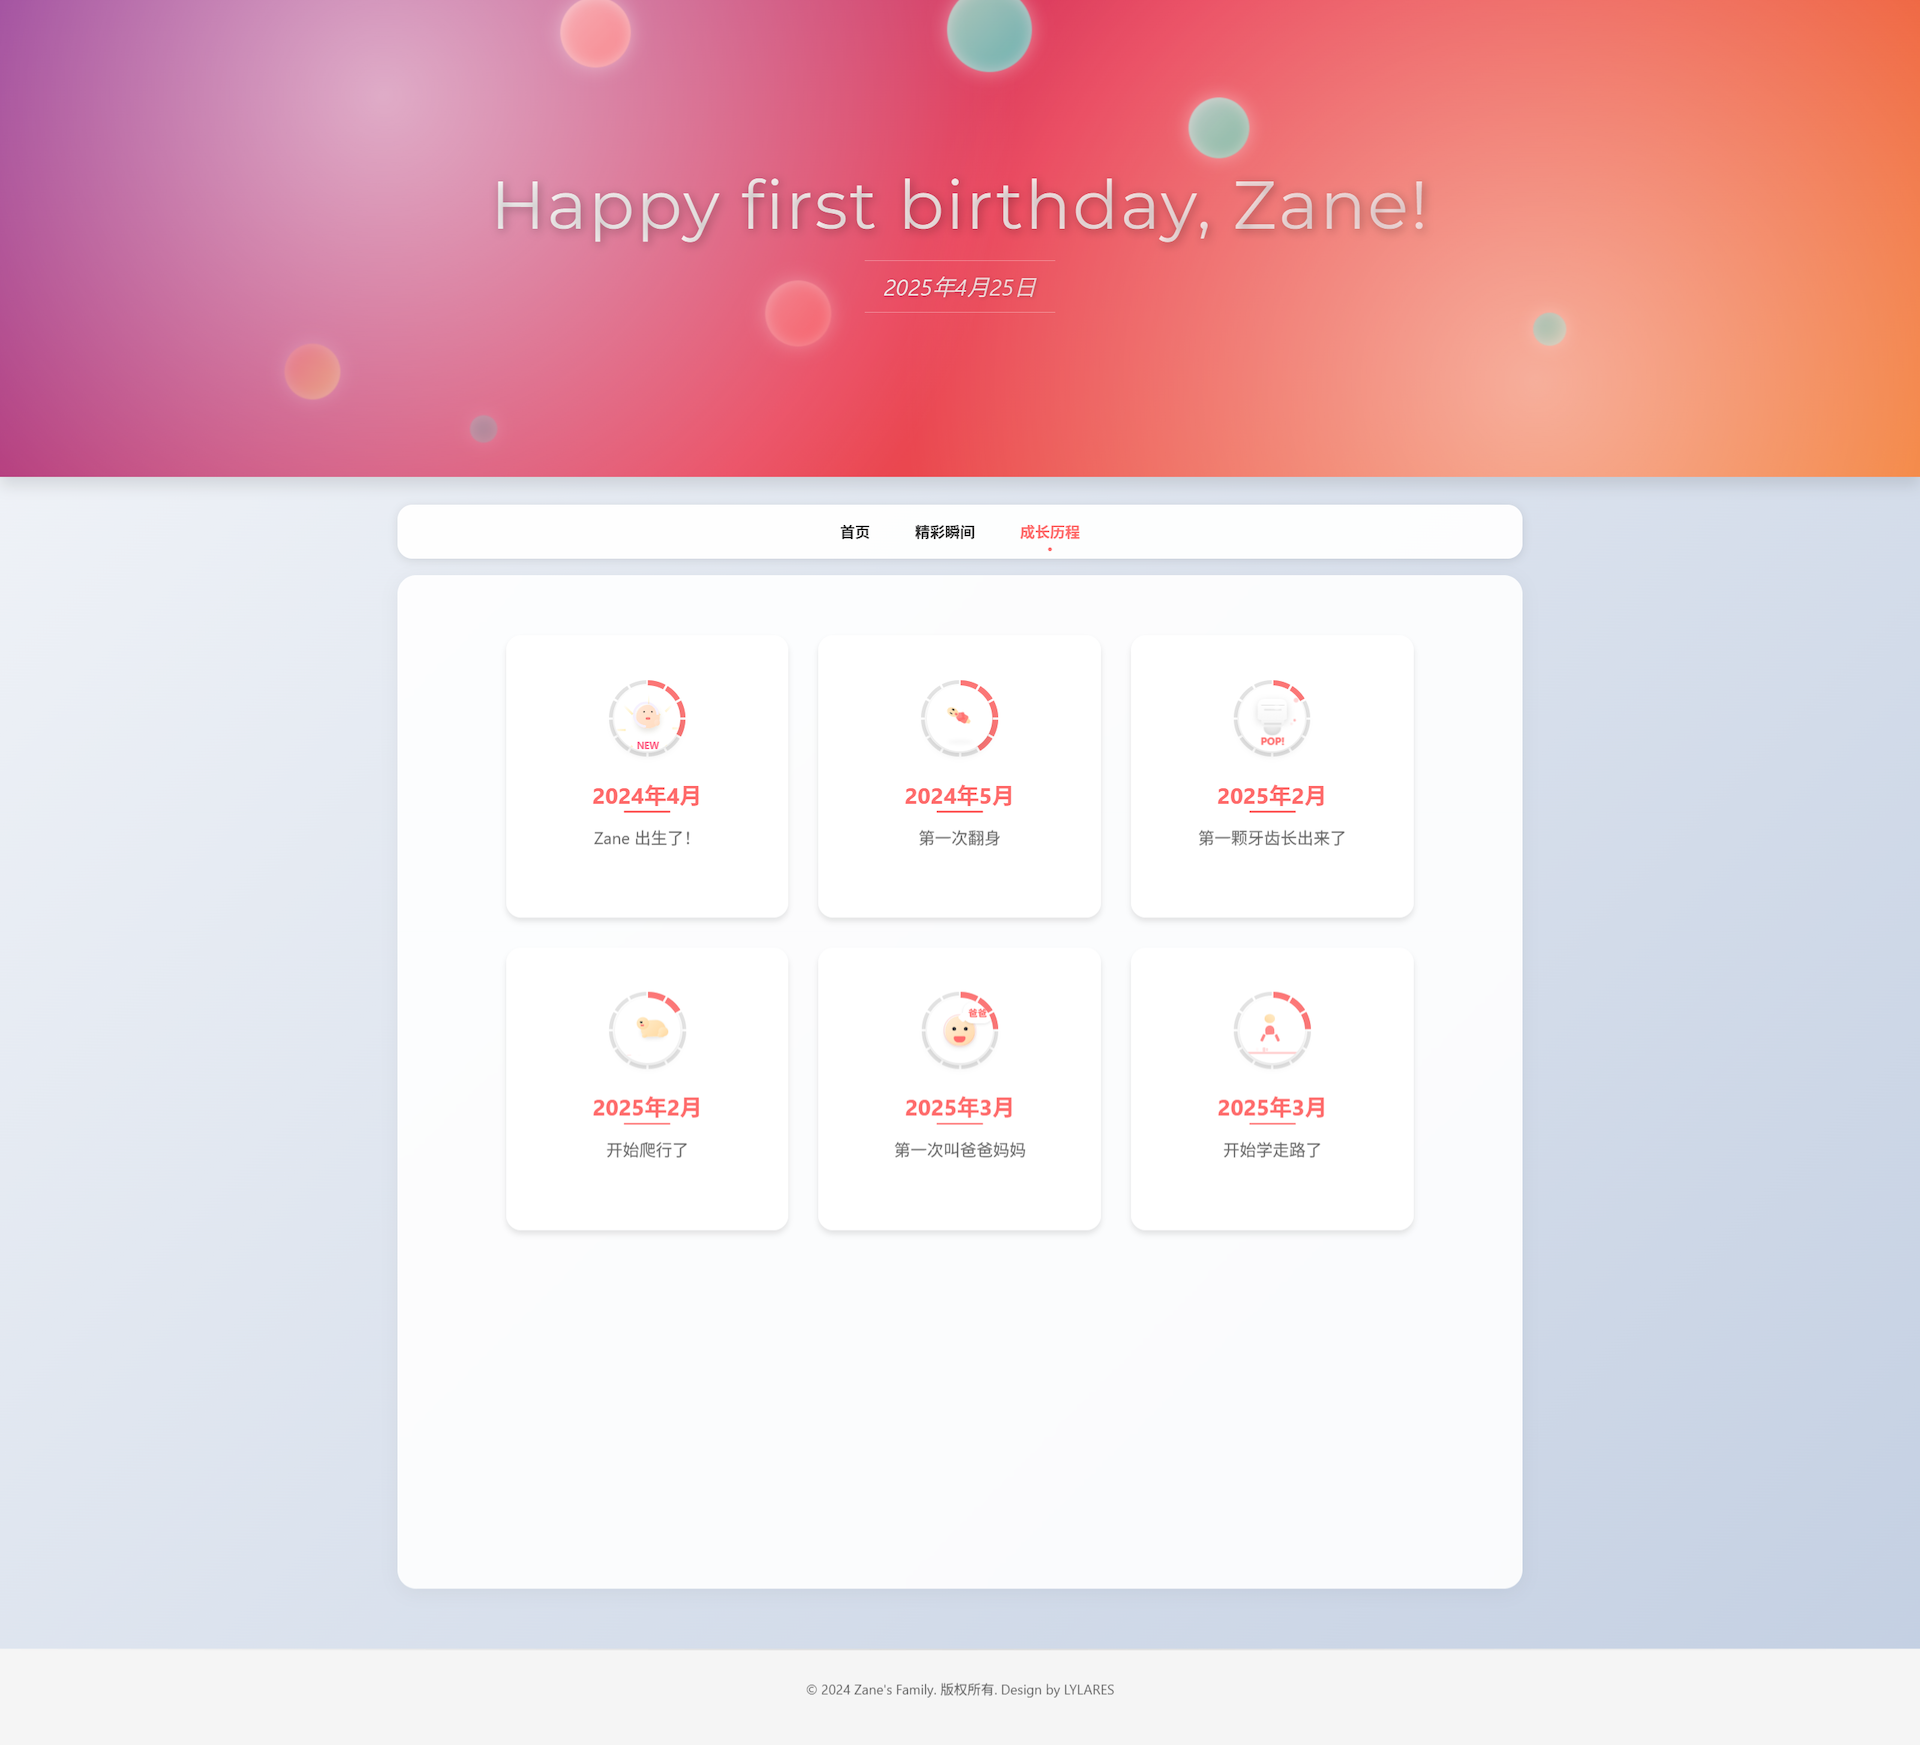 Happy first birthday, Zane!
2025年4月25日
首页 精彩瞬间 成长历程
NEW
2024年4月
Zane 出生了！
2024年5月
第一次翻身
POP!
2025年2月
第一颗牙齿长出来了
2025年2月
开始爬行了
爸爸
2025年3月
第一次叫爸爸妈妈
2025年3月
开始学走路了
© 2024 Zane's Family. 版权所有. Design by LYLARES